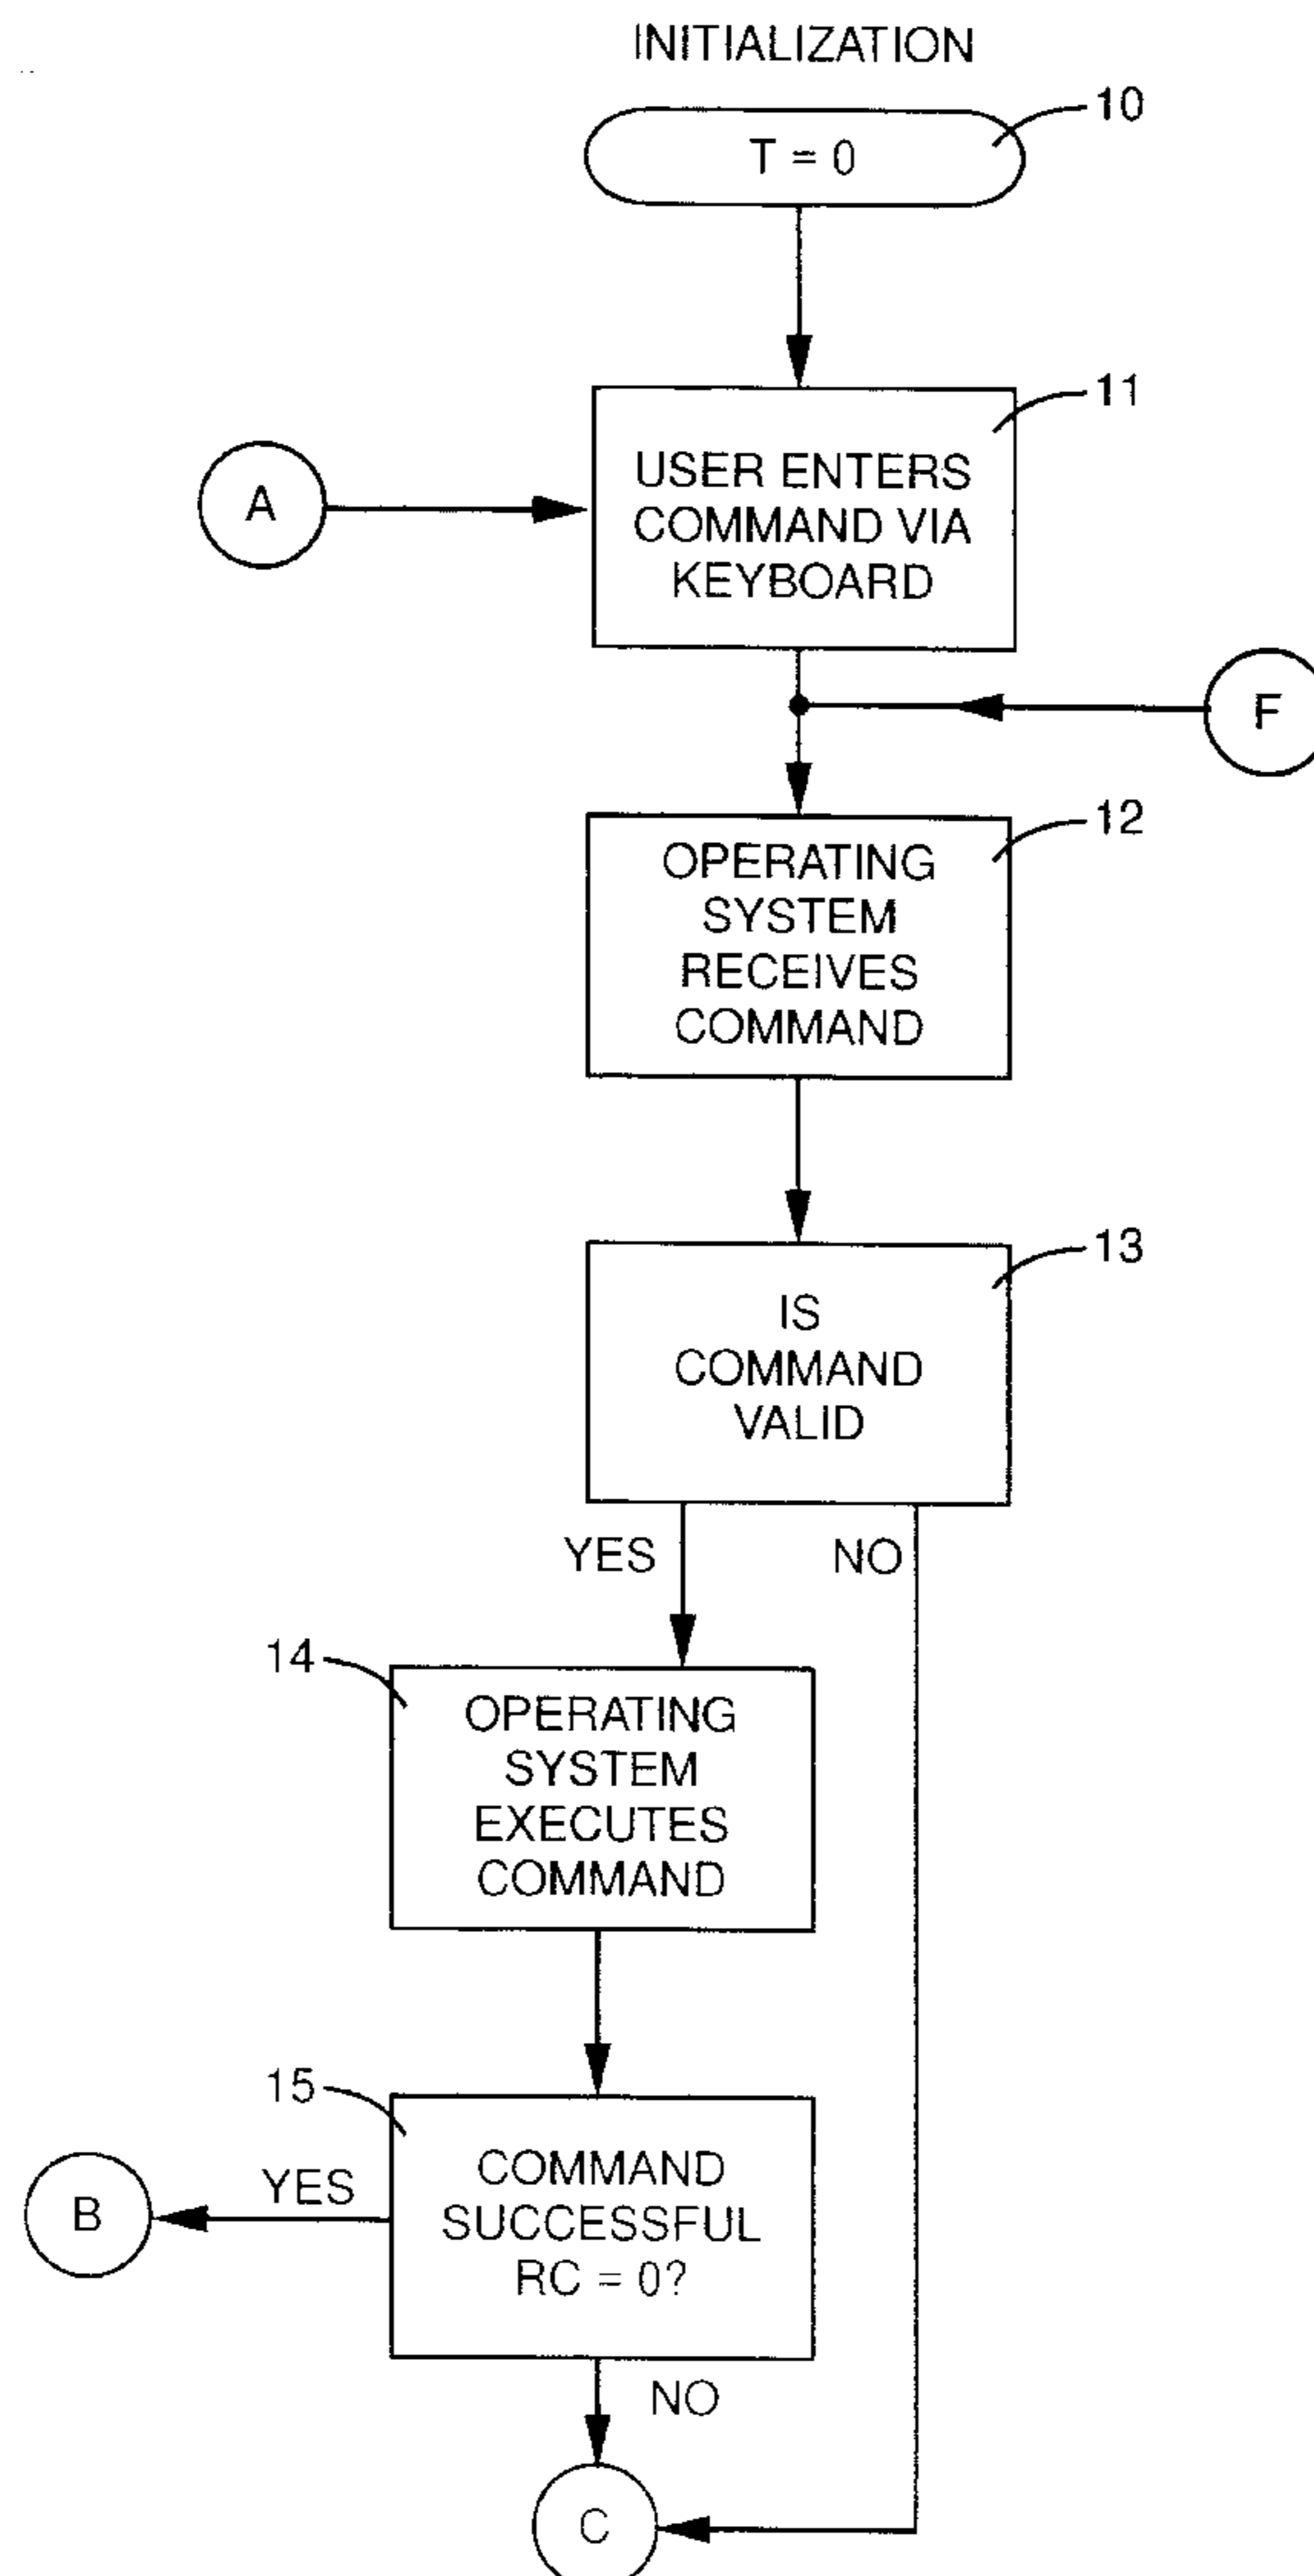 INITIALIZATION
10
T = 0
11
USER ENTERS
COMMAND VIA
KEYBOARD
A
F
12
OPERATING
SYSTEM
RECEIVES
COMMAND
13
IS
COMMAND
VALID
YES
NO
14
OPERATING
SYSTEM
EXECUTES
COMMAND
15
COMMAND
SUCCESSFUL
RC = 0?
YES
B
NO
C